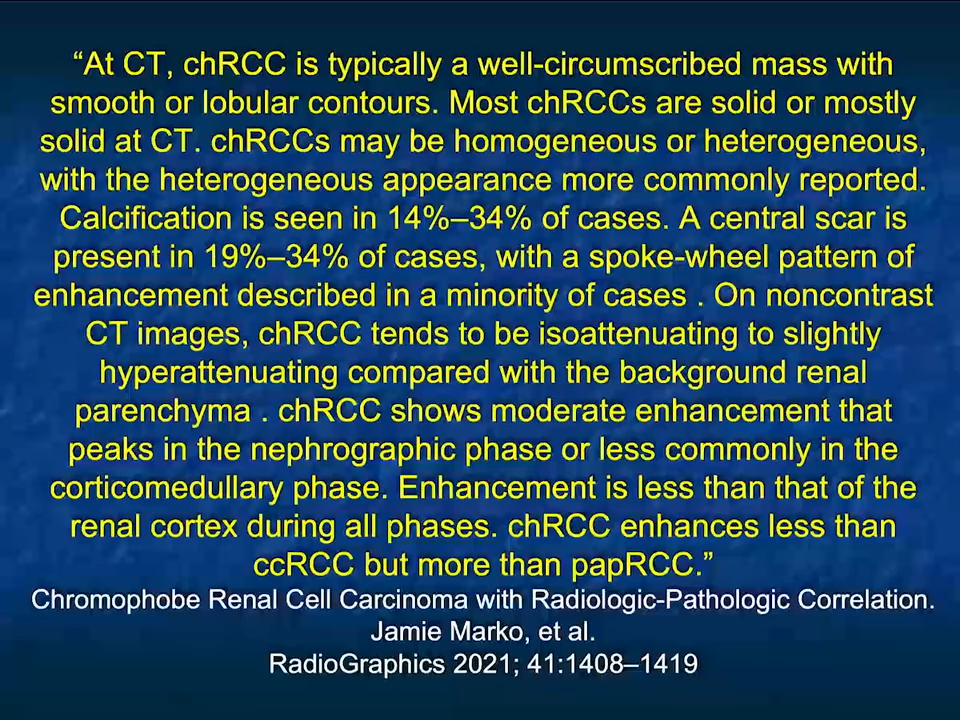 “At CT, chRCC is typically a well-circumscribed mass with
smooth or lobular contours. Most chRCCs are solid or mostly
solid at CT. chRCCs may be homogeneous or heterogeneous,
with the heterogeneous appearance more commonly reported.
Calcification is seen in 14%–34% of cases. A central scar is
present in 19%–34% of cases, with a spoke-wheel pattern of
enhancement described in a minority of cases . On noncontrast
CT images, chRCC tends to be isoattenuating to slightly
hyperattenuating compared with the background renal
parenchyma . chRCC shows moderate enhancement that
peaks in the nephrographic phase or less commonly in the
corticomedullary phase. Enhancement is less than that of the
renal cortex during all phases. chRCC enhances less than
ccRCC but more than papRCC.”
Chromophobe Renal Cell Carcinoma with Radiologic-Pathologic Correlation.
Jamie Marko, et al.
RadioGraphics 2021; 41:1408–1419